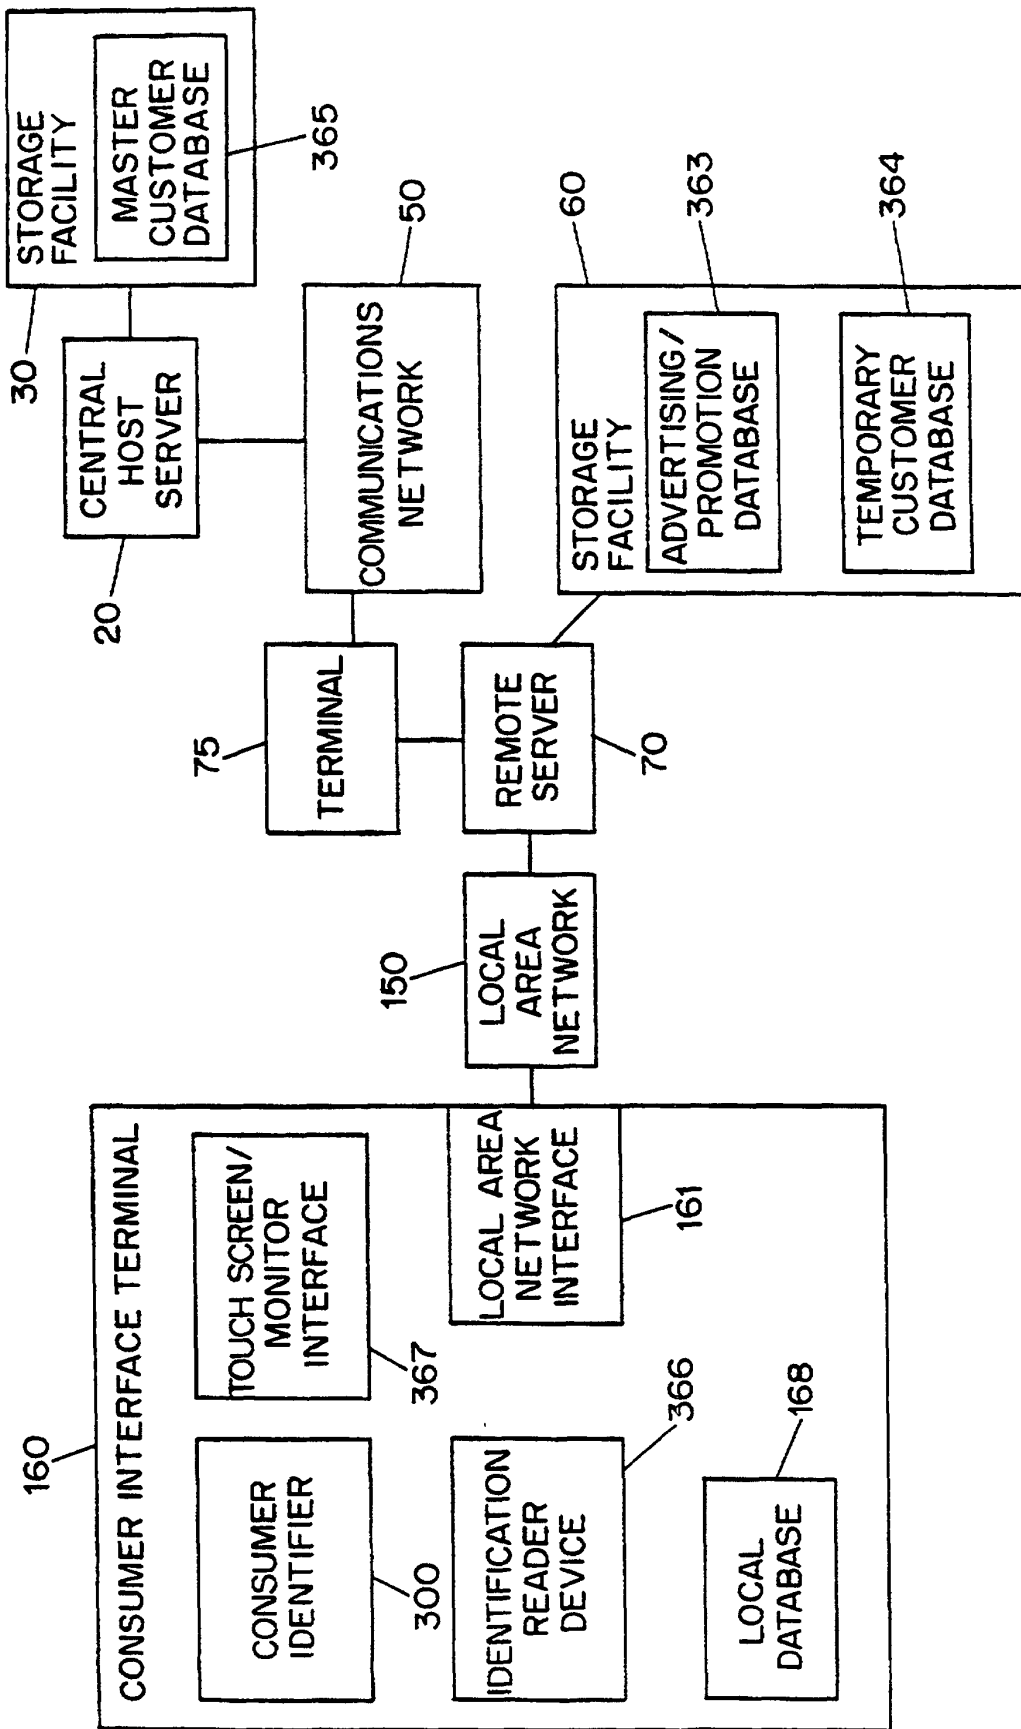 160
CONSUMER INTERFACE TERMINAL
CONSUMER
IDENTIFIER
300
TOUCH SCREEN/
MONITOR
INTERFACE
367
IDENTIFICATION
READER
DEVICE
366
LOCAL AREA
NETWORK
INTERFACE
161
LOCAL
DATABASE
168
150
LOCAL
AREA
NETWORK
75
TERMINAL
REMOTE
SERVER
70
20
CENTRAL
HOST
SERVER
30
STORAGE
FACILITY
MASTER
CUSTOMER
DATABASE
365
COMMUNICATIONS
NETWORK
50
60
STORAGE
FACILITY
ADVERTISING/
PROMOTION
DATABASE
363
TEMPORARY
CUSTOMER
DATABASE
364